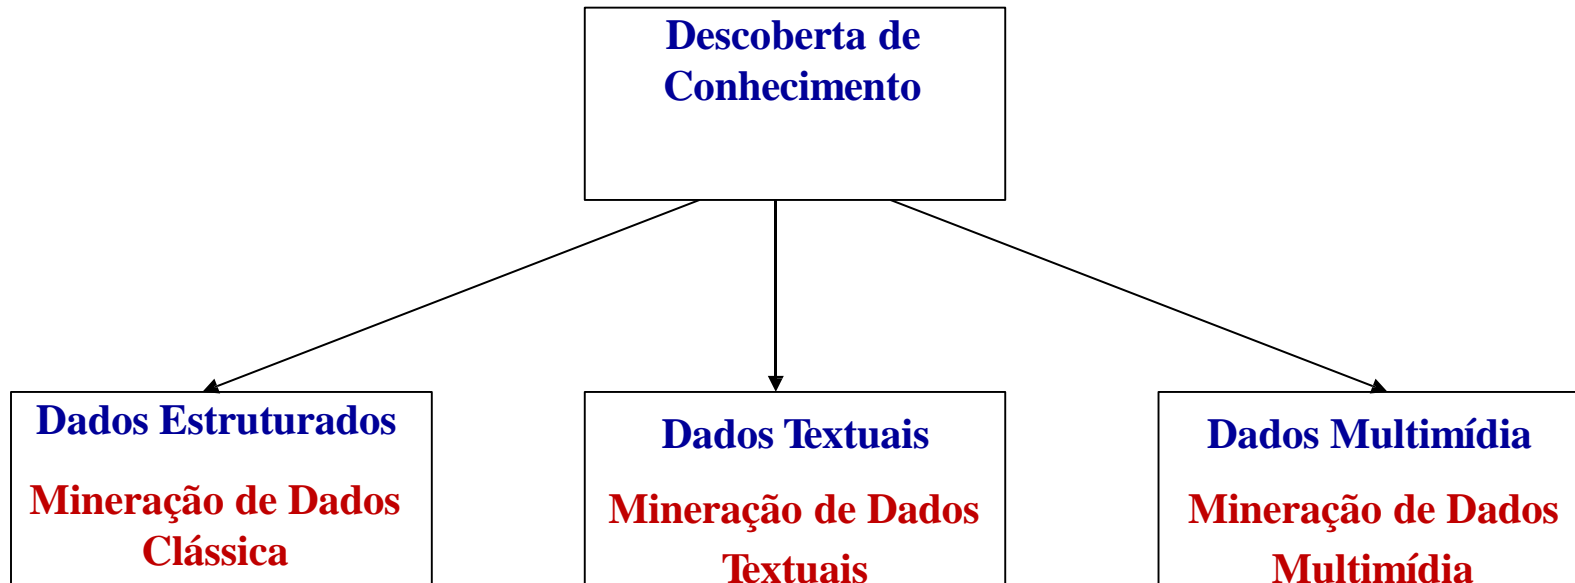 Descoberta de
Conhecimento
Dados Estruturados
Mineração de Dados
Clássica
Dados Textuais
Mineração de Dados
Textuais
Dados Multimídia
Mineração de Dados
Multimídia